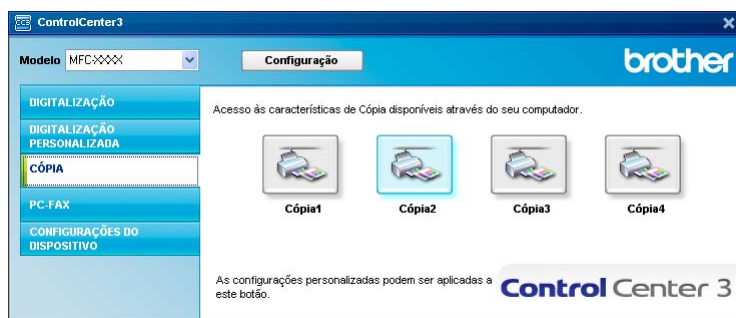 ControlCenter3
Modelo MFC-XXXX Configuração brother
DIGITALIZAÇÃO
DIGITALIZAÇÃO
PERSONALIZADA
CÓPIA
PC-FAX
CONFIGURAÇÕES DO
DISPOSITIVO
Acesso às características de Cópia disponíveis através do seu computador.
Cópia1 Cópia2 Cópia3 Cópia4
As configurações personalizadas podem ser aplicadas a
este botão.
Control Center 3